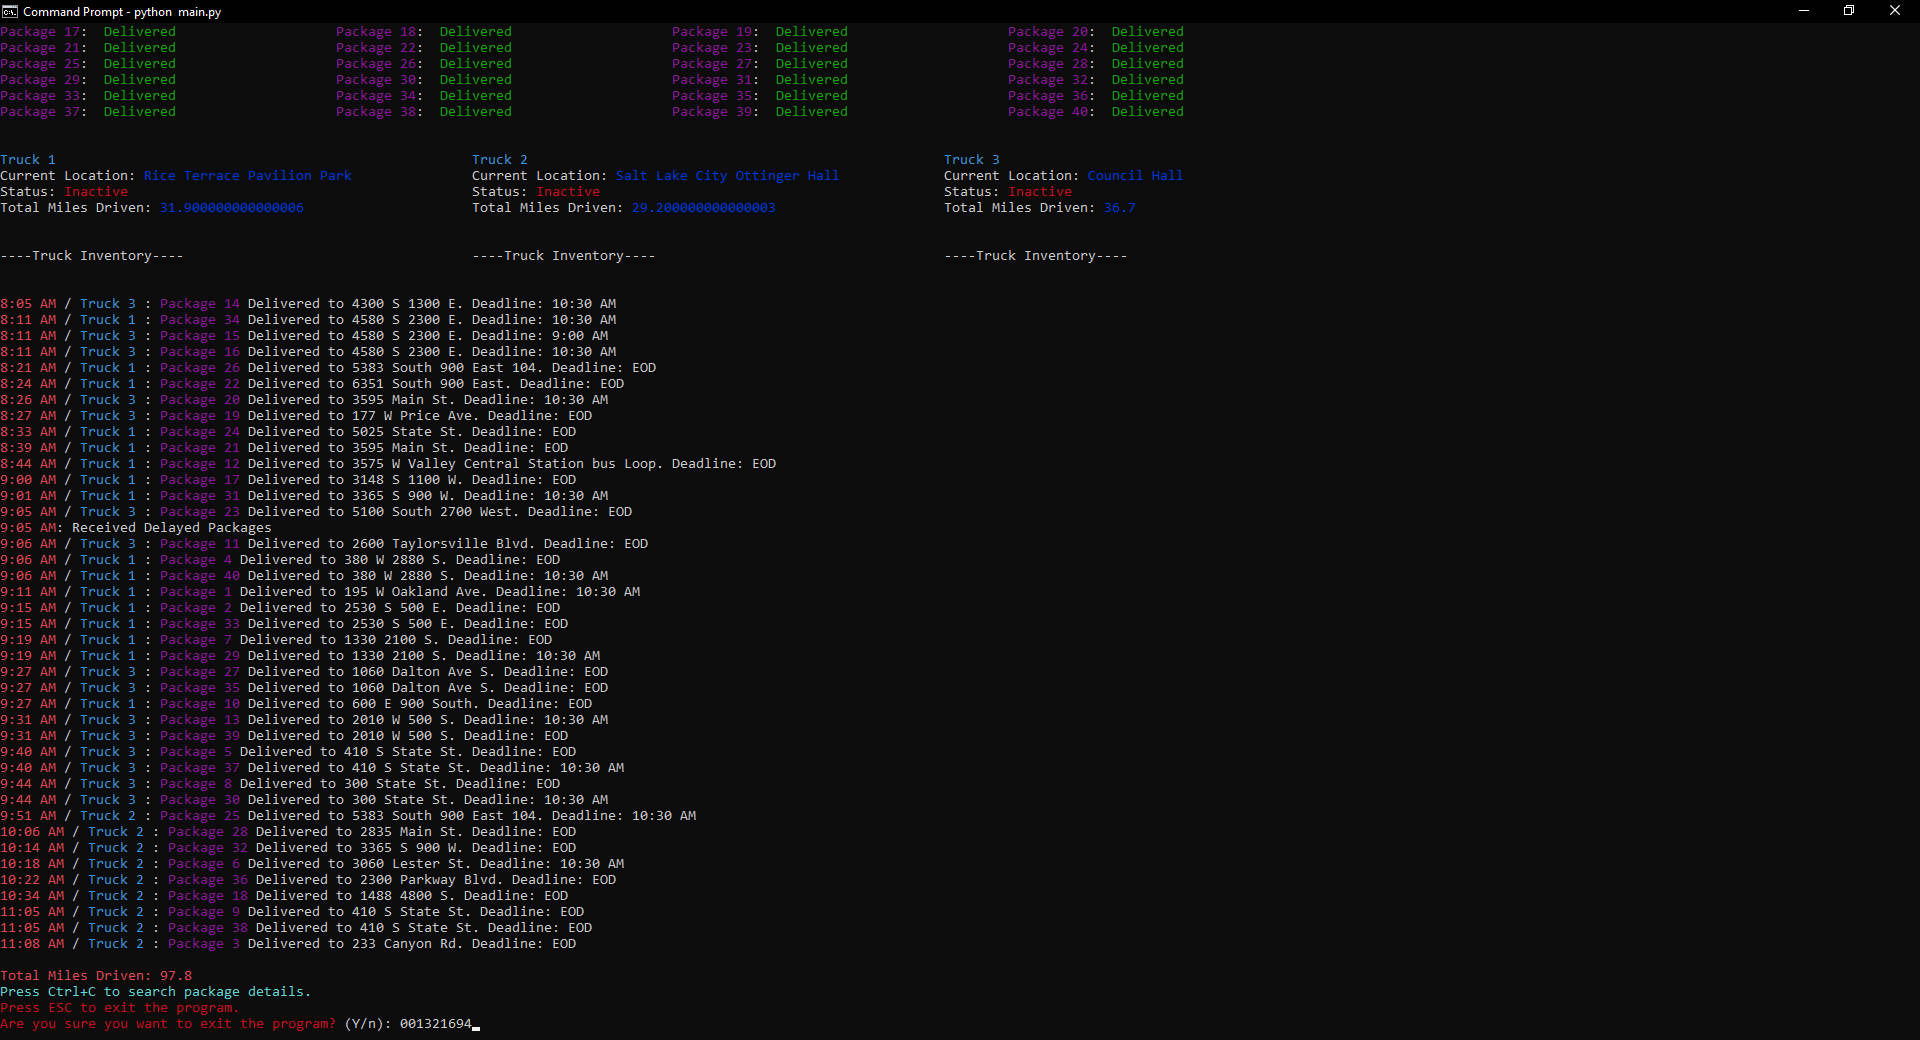 Command Prompt - python  main.py
Package 17:  Delivered                    Package 18:  Delivered                    Package 19:  Delivered                    Package 20:  Delivered
Package 21:  Delivered                    Package 22:  Delivered                    Package 23:  Delivered                    Package 24:  Delivered
Package 25:  Delivered                    Package 26:  Delivered                    Package 27:  Delivered                    Package 28:  Delivered
Package 29:  Delivered                    Package 30:  Delivered                    Package 31:  Delivered                    Package 32:  Delivered
Package 33:  Delivered                    Package 34:  Delivered                    Package 35:  Delivered                    Package 36:  Delivered
Package 37:  Delivered                    Package 38:  Delivered                    Package 39:  Delivered                    Package 40:  Delivered
Truck 1                                                    Truck 2                                                    Truck 3
Current Location: Rice Terrace Pavilion Park               Current Location: Salt Lake City Ottinger Hall             Current Location: Council Hall
Status: Inactive                                           Status: Inactive                                           Status: Inactive
Total Miles Driven: 31.900000000000006                     Total Miles Driven: 29.200000000000003                     Total Miles Driven: 36.7
----Truck Inventory----                                    ----Truck Inventory----                                    ----Truck Inventory----
8:05 AM / Truck 3 : Package 14 Delivered to 4300 S 1300 E. Deadline: 10:30 AM
8:11 AM / Truck 1 : Package 34 Delivered to 4580 S 2300 E. Deadline: 10:30 AM
8:11 AM / Truck 3 : Package 15 Delivered to 4580 S 2300 E. Deadline: 9:00 AM
8:11 AM / Truck 3 : Package 16 Delivered to 4580 S 2300 E. Deadline: 10:30 AM
8:21 AM / Truck 1 : Package 26 Delivered to 5383 South 900 East 104. Deadline: EOD
8:24 AM / Truck 1 : Package 22 Delivered to 6351 South 900 East. Deadline: EOD
8:26 AM / Truck 3 : Package 20 Delivered to 3595 Main St. Deadline: 10:30 AM
8:27 AM / Truck 3 : Package 19 Delivered to 177 W Price Ave. Deadline: EOD
8:33 AM / Truck 1 : Package 24 Delivered to 5025 State St. Deadline: EOD
8:39 AM / Truck 1 : Package 21 Delivered to 3595 Main St. Deadline: EOD
8:44 AM / Truck 1 : Package 12 Delivered to 3575 W Valley Central Station bus Loop. Deadline: EOD
9:00 AM / Truck 1 : Package 17 Delivered to 3148 S 1100 W. Deadline: EOD
9:01 AM / Truck 1 : Package 31 Delivered to 3365 S 900 W. Deadline: 10:30 AM
9:05 AM / Truck 3 : Package 23 Delivered to 5100 South 2700 West. Deadline: EOD
9:05 AM: Received Delayed Packages
9:06 AM / Truck 3 : Package 11 Delivered to 2600 Taylorsville Blvd. Deadline: EOD
9:06 AM / Truck 1 : Package 4 Delivered to 380 W 2880 S. Deadline: EOD
9:06 AM / Truck 1 : Package 40 Delivered to 380 W 2880 S. Deadline: 10:30 AM
9:11 AM / Truck 1 : Package 1 Delivered to 195 W Oakland Ave. Deadline: 10:30 AM
9:15 AM / Truck 1 : Package 2 Delivered to 2530 S 500 E. Deadline: EOD
9:15 AM / Truck 1 : Package 33 Delivered to 2530 S 500 E. Deadline: EOD
9:19 AM / Truck 1 : Package 7 Delivered to 1330 2100 S. Deadline: EOD
9:19 AM / Truck 1 : Package 29 Delivered to 1330 2100 S. Deadline: 10:30 AM
9:27 AM / Truck 3 : Package 27 Delivered to 1060 Dalton Ave S. Deadline: EOD
9:27 AM / Truck 3 : Package 35 Delivered to 1060 Dalton Ave S. Deadline: EOD
9:27 AM / Truck 1 : Package 10 Delivered to 600 E 900 South. Deadline: EOD
9:31 AM / Truck 3 : Package 13 Delivered to 2010 W 500 S. Deadline: 10:30 AM
9:31 AM / Truck 3 : Package 39 Delivered to 2010 W 500 S. Deadline: EOD
9:40 AM / Truck 3 : Package 5 Delivered to 410 S State St. Deadline: EOD
9:40 AM / Truck 3 : Package 37 Delivered to 410 S State St. Deadline: 10:30 AM
9:44 AM / Truck 3 : Package 8 Delivered to 300 State St. Deadline: EOD
9:44 AM / Truck 3 : Package 30 Delivered to 300 State St. Deadline: 10:30 AM
9:51 AM / Truck 2 : Package 25 Delivered to 5383 South 900 East 104. Deadline: 10:30 AM
10:06 AM / Truck 2 : Package 28 Delivered to 2835 Main St. Deadline: EOD
10:14 AM / Truck 2 : Package 32 Delivered to 3365 S 900 W. Deadline: EOD
10:18 AM / Truck 2 : Package 6 Delivered to 3060 Lester St. Deadline: 10:30 AM
10:22 AM / Truck 2 : Package 36 Delivered to 2300 Parkway Blvd. Deadline: EOD
10:34 AM / Truck 2 : Package 18 Delivered to 1488 4800 S. Deadline: EOD
11:05 AM / Truck 2 : Package 9 Delivered to 410 S State St. Deadline: EOD
11:05 AM / Truck 2 : Package 38 Delivered to 410 S State St. Deadline: EOD
11:08 AM / Truck 2 : Package 3 Delivered to 233 Canyon Rd. Deadline: EOD
Total Miles Driven: 97.8
Press Ctrl+C to search package details.
Press ESC to exit the program.
Are you sure you want to exit the program? (Y/n): 001321694